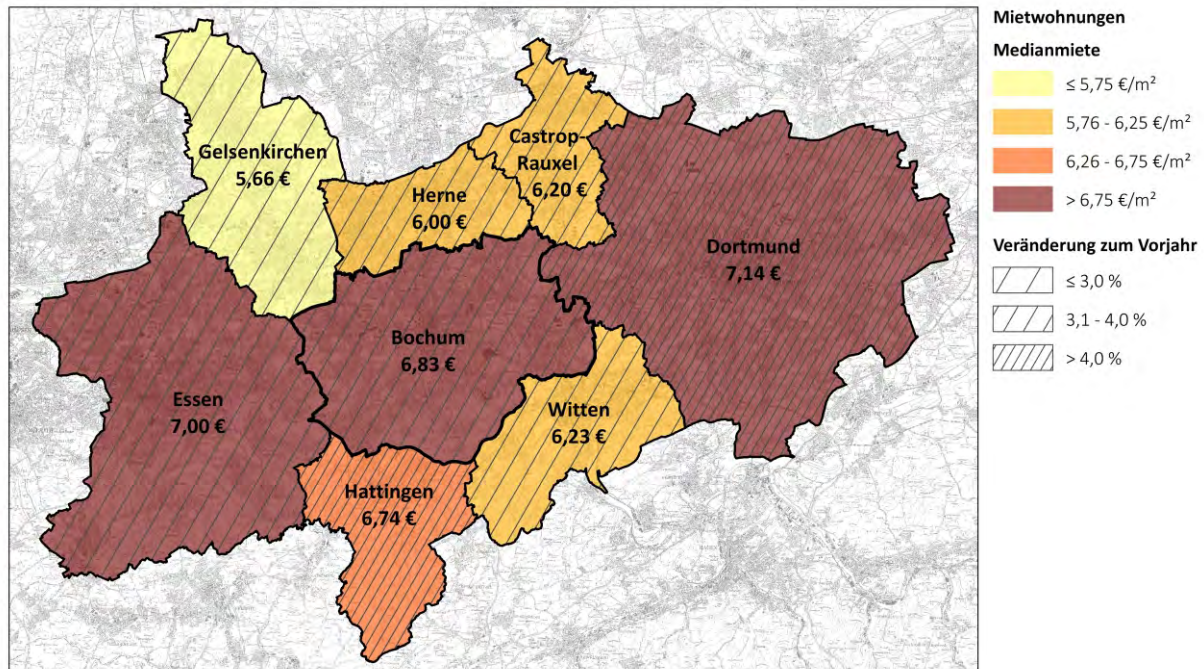 Gelsenkirchen
5,66 €
Castrop-
Rauxel
6,20 €
Herne
6,00 €
Dortmund
7,14 €
Bochum
6,83 €
Essen
7,00 €
Witten
6,23 €
Hattingen
6,74 €
Mietwohnungen
Medianmiete
≤ 5,75 €/m²
5,76 - 6,25 €/m²
6,26 - 6,75 €/m²
> 6,75 €/m²
Veränderung zum Vorjahr
≤ 3,0 %
3,1 - 4,0 %
> 4,0 %